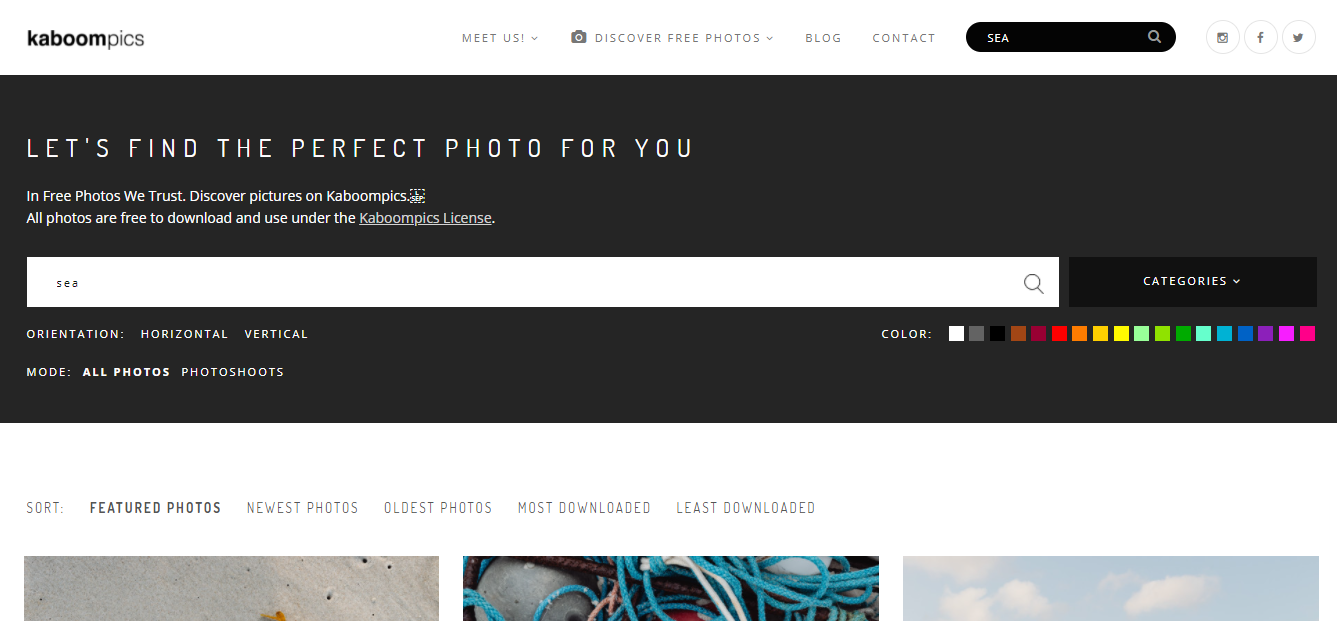 kaboompics MEET US! DISCOVER FREE PHOTOS BLOG CONTACT SEA
LET'S FIND THE PERFECT PHOTO FOR YOU
In Free Photos We Trust. Discover pictures on Kaboompics.
All photos are free to download and use under the Kaboompics License.
sea CATEGORIES
ORIENTATION: HORIZONTAL VERTICAL COLOR:
MODE: ALL PHOTOS PHOTOSHOOTS
SORT: FEATURED PHOTOS NEWEST PHOTOS OLDEST PHOTOS MOST DOWNLOADED LEAST DOWNLOADED